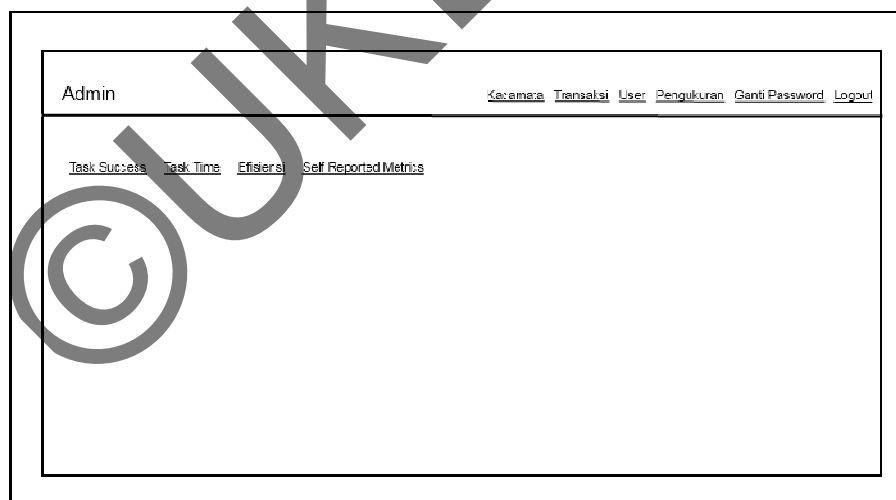 Admin
Kacamata Transaksi User Pengukuran Ganti Password Logout
Task Success Task Time Efisiensi Self Reported Metrics
©UK